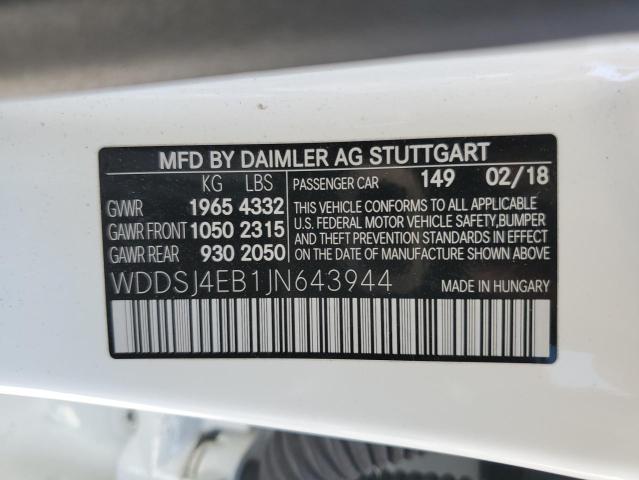 MFD BY DAIMLER AG STUTTGART
KG LBS
GVWR 1965 4332
GAWR FRONT 1050 2315
GAWR REAR 930 2050
PASSENGER CAR 149 02/18
THIS VEHICLE CONFORMS TO ALL APPLICABLE
U.S. FEDERAL MOTOR VEHICLE SAFETY,BUMPER
AND THEFT PREVENTION STANDARDS IN EFFECT
ON THE DATE OF MANUFACTURE SHOWN ABOVE
WDDSJ4EB1JN643944
MADE IN HUNGARY